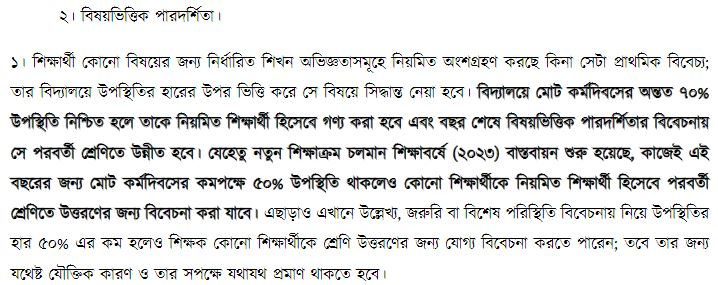 ২। বিষয়ভিত্তিক পারদর্শিতা।
১। শিক্ষার্থী কোনো বিষয়ের জন্য নির্ধারিত শিখন অভিজ্ঞতাসমূহে নিয়মিত অংশগ্রহণ করছে কিনা সেটা প্রাথমিক বিবেচ্য;
তার বিদ্যালয়ে উপস্থিতির হারের উপর ভিত্তি করে সে বিষয়ে সিদ্ধান্ত নেয়া হবে। বিদ্যালয়ে মোট কর্মদিবসের অন্তত ৭০%
উপস্থিতি নিশ্চিত হলে তাকে নিয়মিত শিক্ষার্থী হিসেবে গণ্য করা হবে এবং বছর শেষে বিষয়ভিত্তিক পারদর্শিতার বিবেচনায়
সে পরবর্তী শ্রেণিতে উন্নীত হবে। যেহেতু নতুন শিক্ষাক্রম চলমান শিক্ষাবর্ষে (২০২৩) বাস্তবায়ন শুরু হয়েছে, কাজেই এই
বছরের জন্য মোট কর্মদিবসের কমপক্ষে ৫০% উপস্থিতি থাকলেও কোনো শিক্ষার্থীকে নিয়মিত শিক্ষার্থী হিসেবে পরবর্তী
শ্রেণিতে উত্তরণের জন্য বিবেচনা করা যাবে। এছাড়াও এখানে উল্লেখ্য, জরুরি বা বিশেষ পরিস্থিতি বিবেচনায় নিয়ে উপস্থিতির
হার ৫০% এর কম হলেও শিক্ষক কোনো শিক্ষার্থীকে শ্রেণি উত্তরণের জন্য যোগ্য বিবেচনা করতে পারেন; তবে তার জন্য
যথেষ্ট যৌক্তিক কারণ ও তার সপক্ষে যথাযথ প্রমাণ থাকতে হবে।